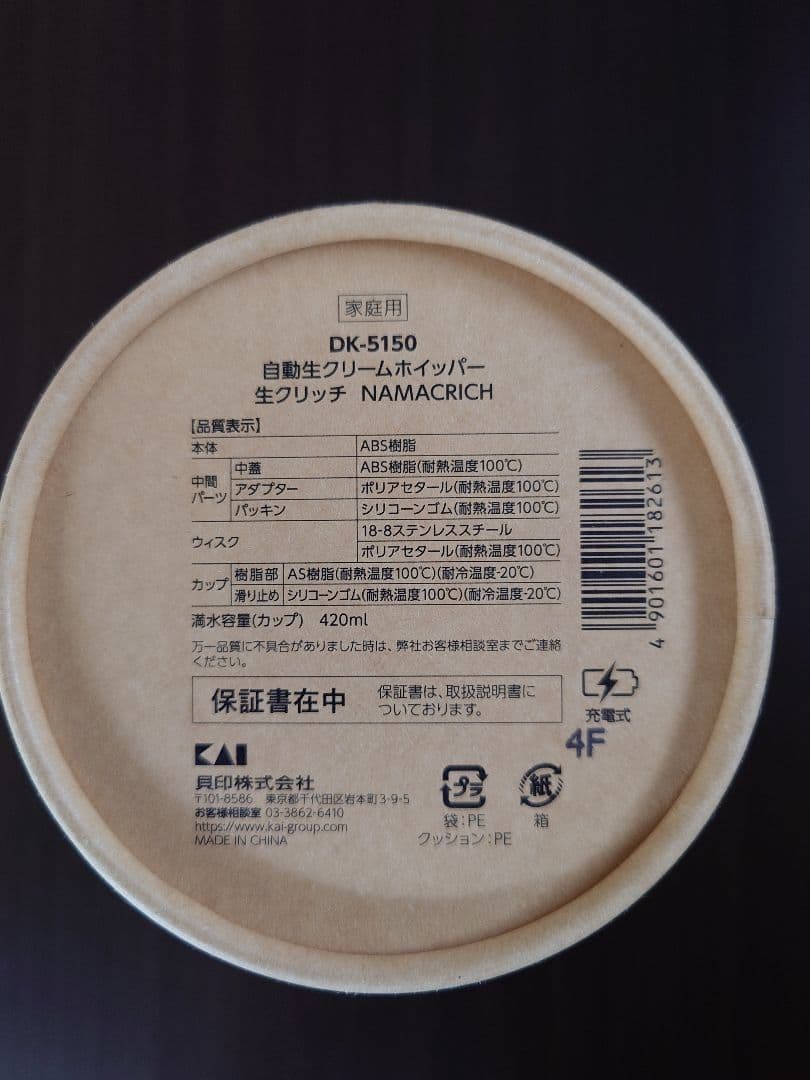 家庭用
DK-5150
自動生クリームホイッパー
生クリッチ NAMACRICH
【品質表示】
本体 ABS樹脂
中間パーツ 中蓋 ABS樹脂(耐熱温度100℃)
アダプター ポリアセタール(耐熱温度100℃)
パッキン シリコーンゴム(耐熱温度100℃)
ウィスク 18-8ステンレススチール
ポリアセタール(耐熱温度100℃)
カップ 樹脂部 AS樹脂(耐熱温度100℃)(耐冷温度-20℃)
滑り止め シリコーンゴム(耐熱温度100℃)(耐冷温度-20℃)
満水容量(カップ) 420ml
万一品質に不具合がありました時は、弊社お客様相談室までご連絡
ください。
保証書在中 保証書は、取扱説明書に
ついております。
4 901601 182613
充電式
4F
KAI
貝印株式会社
〒101-8586 東京都千代田区岩本町3-9-5
お客様相談室 03-3862-6410
https://www.kai-group.com
MADE IN CHINA
プラ
袋:PE
クッション:PE
紙
箱